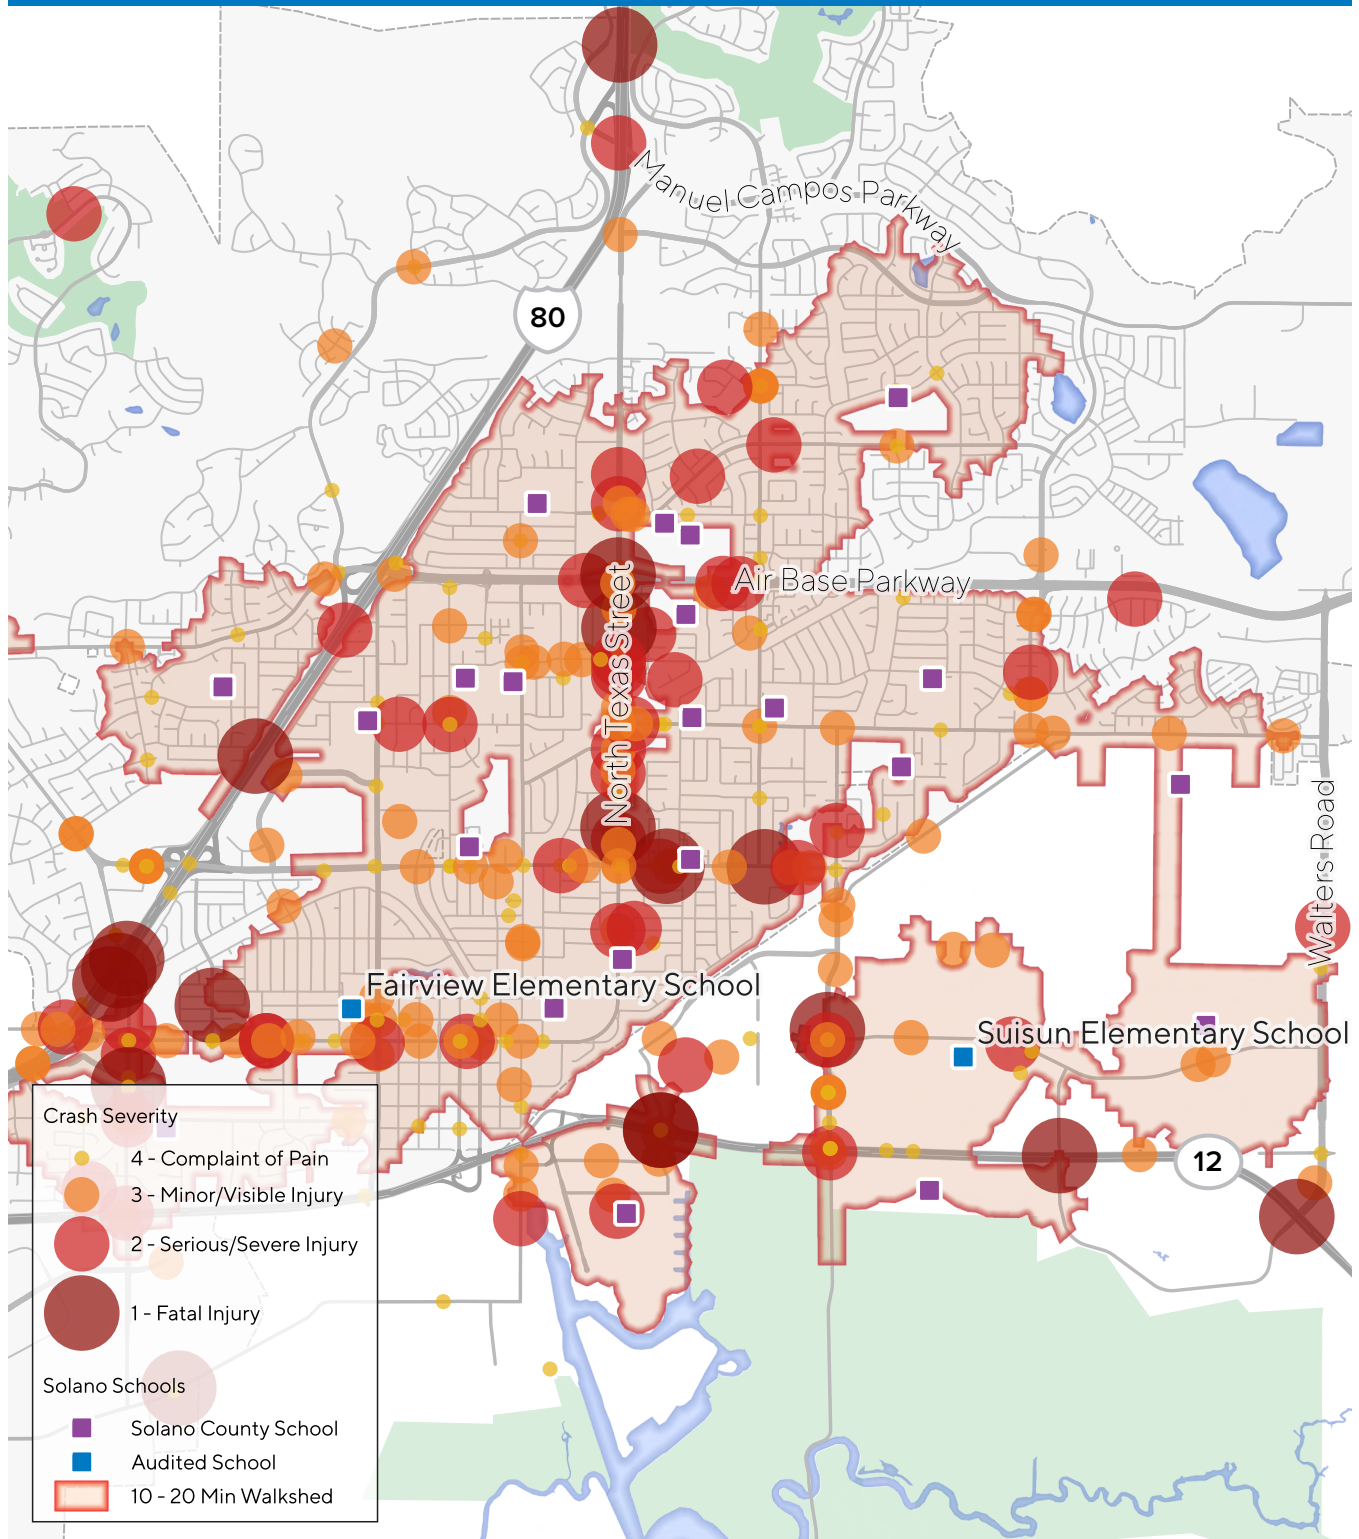 Manuel Campos Parkway
80
Air Base Parkway
North Texas Street
Walters Road
Fairview Elementary School
Suisun Elementary School
12
Crash Severity
4 - Complaint of Pain
3 - Minor/Visible Injury
2 - Serious/Severe Injury
1 - Fatal Injury
Solano Schools
Solano County School
Audited School
10 - 20 Min Walkshed